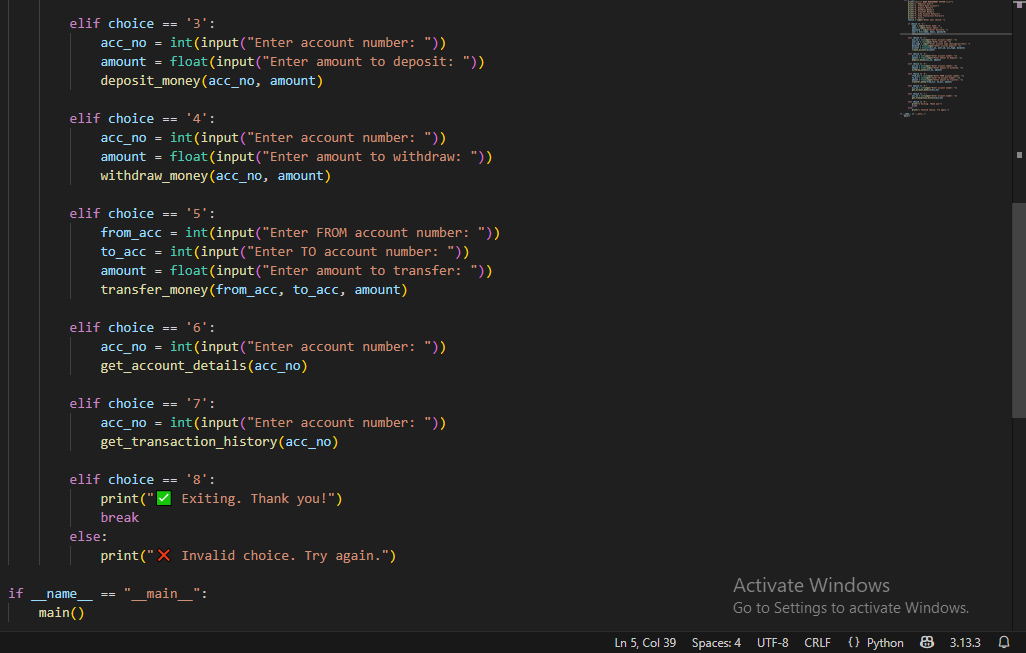 elif choice == '3':
acc_no = int(input("Enter account number: "))
amount = float(input("Enter amount to deposit: "))
deposit_money(acc_no, amount)
elif choice == '4':
acc_no = int(input("Enter account number: "))
amount = float(input("Enter amount to withdraw: "))
withdraw_money(acc_no, amount)
elif choice == '5':
from_acc = int(input("Enter FROM account number: "))
to_acc = int(input("Enter TO account number: "))
amount = float(input("Enter amount to transfer: "))
transfer_money(from_acc, to_acc, amount)
elif choice == '6':
acc_no = int(input("Enter account number: "))
get_account_details(acc_no)
elif choice == '7':
acc_no = int(input("Enter account number: "))
get_transaction_history(acc_no)
elif choice == '8':
print("✅ Exiting. Thank you!")
break
else:
print("❌ Invalid choice. Try again.")
if __name__ == "__main__":
main()
Activate Windows
Go to Settings to activate Windows.
Ln 5, Col 39 Spaces: 4 UTF-8 CRLF {} Python 3.13.3